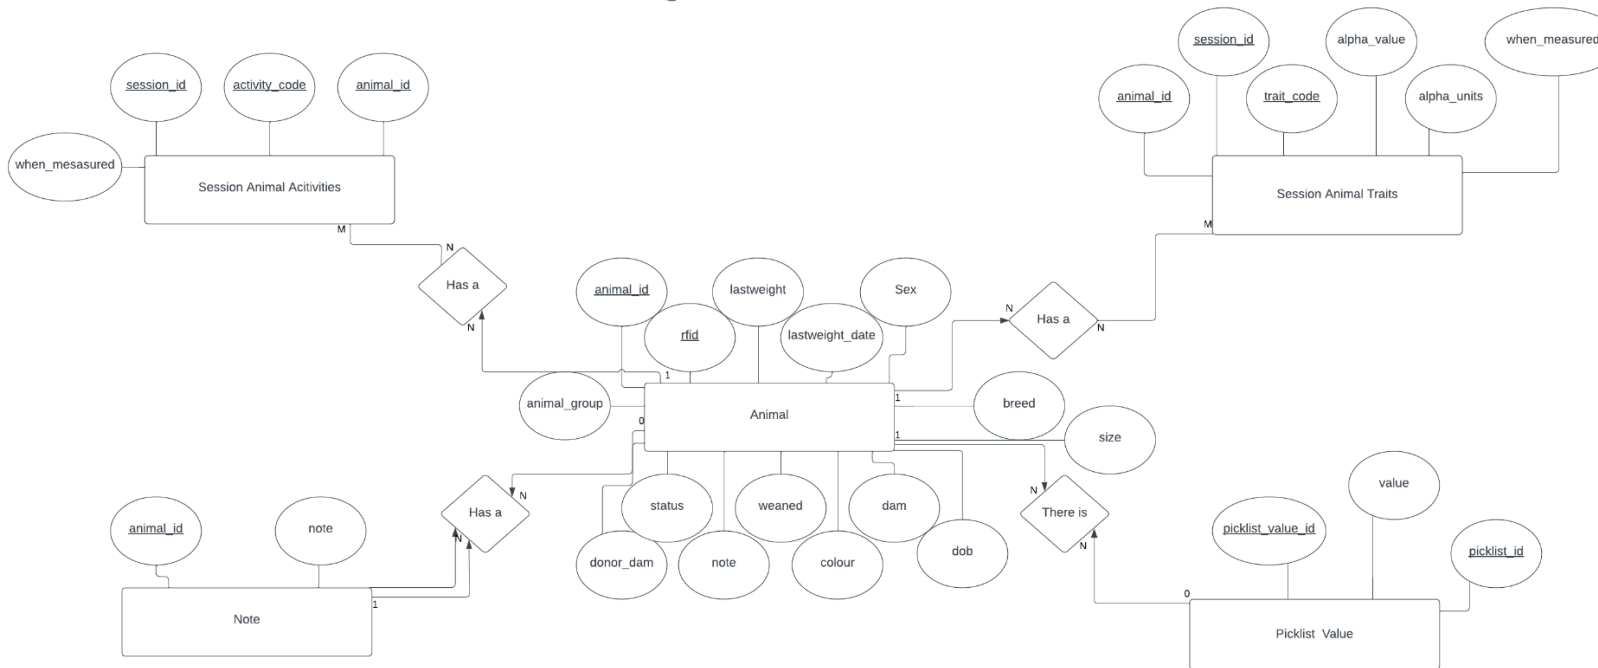 session_id
alpha_value
when_measured
session_id
activity_code
animal_id
animal_id
trait_code
alpha_units
when_mesasured
Session Animal Acitivities
Session Animal Traits
M
N
M
Has a
N
animal_id
lastweight
Sex
N
Has a
N
rfid
lastweight_date
1
animal_group
Animal
1
breed
0
1
size
Has a
N
status
weaned
dam
N
There is
N
value
animal_id
note
N
picklist_value_id
picklist_id
donor_dam
note
colour
dob
1
0
Note
Picklist Value